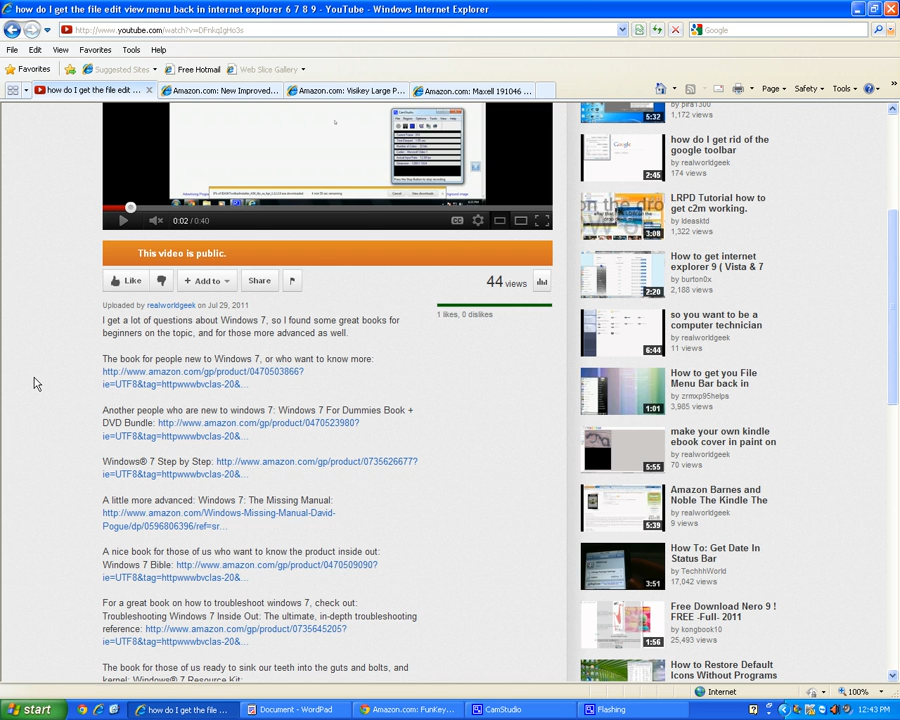 how do I get the file edit view menu back in internet explorer 6 7 8 9 - YouTube - Windows Internet Explorer
http://www.youtube.com/watch?v=DFnkqIgHo3s
Google
File Edit View Favorites Tools Help
Favorites Suggested Sites Free Hotmail Web Slice Gallery
how do I get the file edit ... Amazon.com: New Improved... Amazon.com: Visikey Large P... Amazon.com: Maxell 191046 ... Page Safety Tools
CamStudio
0:02 / 0:40
This video is public.
Like Add to Share 44 views
Uploaded by realworldgeek on Jul 29, 2011
1 likes, 0 dislikes
I get a lot of questions about Windows 7, so I found some great books for
beginners on the topic, and for those more advanced as well.
The book for people new to Windows 7, or who want to know more:
http://www.amazon.com/gp/product/0470503866?
ie=UTF8&tag=httpwwwbvclas-20&...
Another people who are new to windows 7: Windows 7 For Dummies Book +
DVD Bundle: http://www.amazon.com/gp/product/0470523980?
ie=UTF8&tag=httpwwwbvclas-20&...
Windows® 7 Step by Step: http://www.amazon.com/gp/product/0735626677?
ie=UTF8&tag=httpwwwbvclas-20&...
A little more advanced: Windows 7: The Missing Manual:
http://www.amazon.com/Windows-Missing-Manual-David-
Pogue/dp/0596806396/ref=sr...
A nice book for those of us who want to know the product inside out:
Windows 7 Bible: http://www.amazon.com/gp/product/0470509090?
ie=UTF8&tag=httpwwwbvclas-20&...
For a great book on how to troubleshoot windows 7, check out:
Troubleshooting Windows 7 Inside Out: The ultimate, in-depth troubleshooting
reference: http://www.amazon.com/gp/product/0735645205?
ie=UTF8&tag=httpwwwbvclas-20&...
The book for those of us ready to sink our teeth into the guts and bolts, and
kernel: Windows® 7 Resource Kit:
by pira1300
5:32
1,172 views
how do I get rid of the
google toolbar
by realworldgeek
2:45
174 views
LRPD Tutorial how to
get c2m working.
by ideasktd
3:08
1,322 views
How to get internet
explorer 9 ( Vista & 7
by burton0x
2:20
2,188 views
so you want to be a
computer technician
by realworldgeek
6:44
11 views
How to get you File
Menu Bar back in
by zrmxp95helps
1:01
3,985 views
make your own kindle
ebook cover in paint on
by realworldgeek
5:55
70 views
Amazon Barnes and
Noble The Kindle The
by realworldgeek
5:39
9 views
How To: Get Date In
Status Bar
by TechhhWorld
3:51
17,042 views
Free Download Nero 9 !
FREE -Full- 2011
by kongbook10
1:56
25,493 views
How to Restore Default
Icons Without Programs
Internet 100%
start how do I get the file ... Document - WordPad Amazon.com: FunKey... CamStudio Flashing 12:43 PM